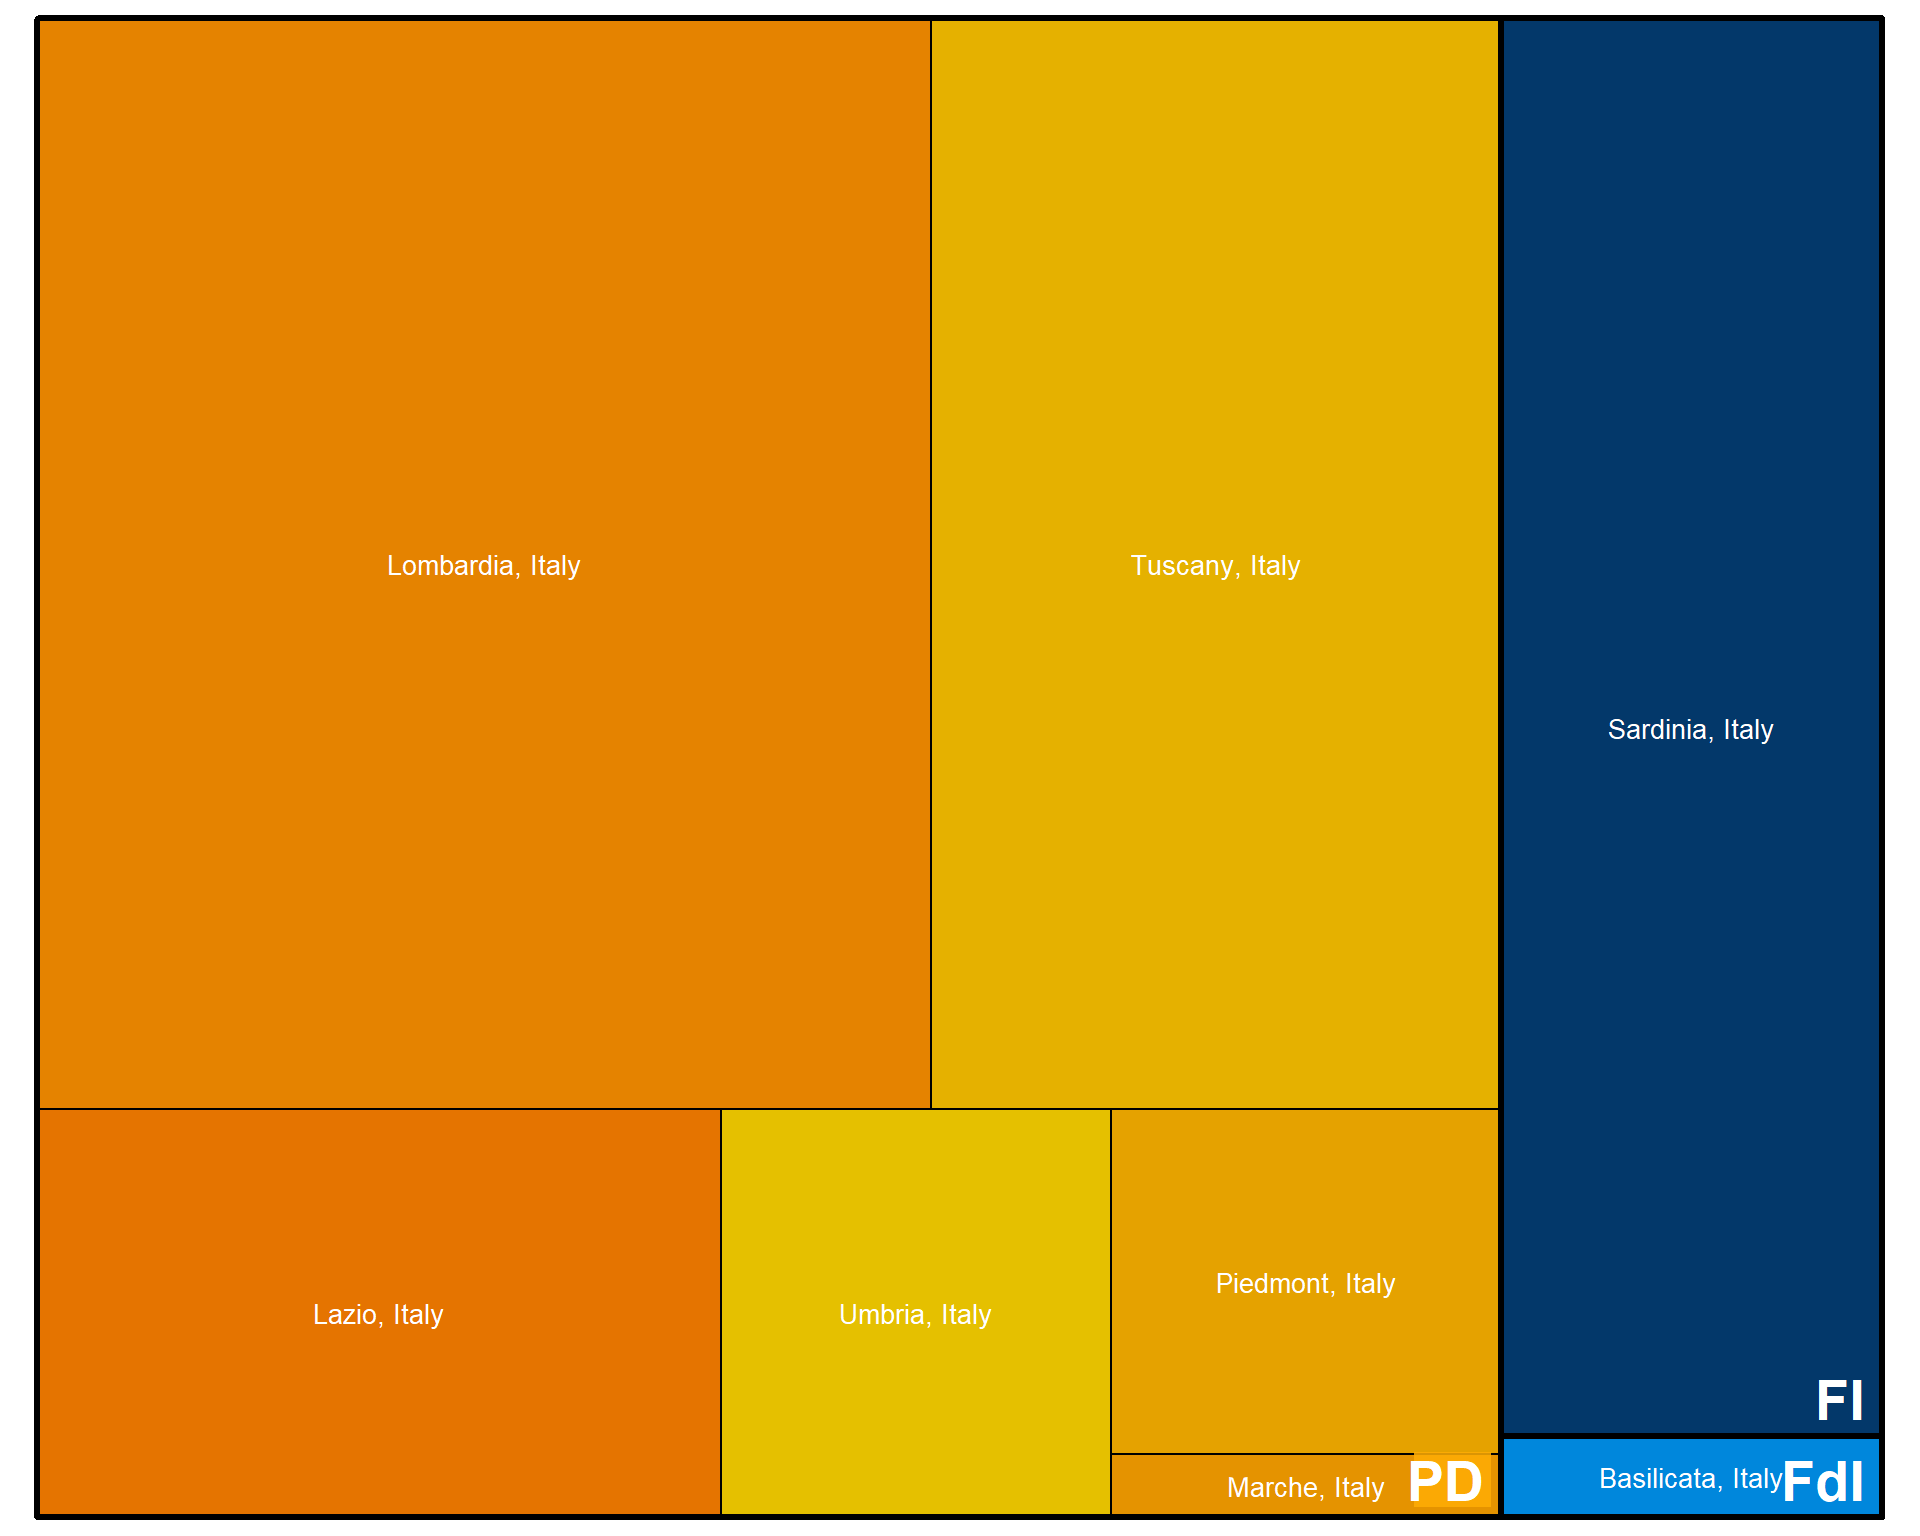 Lombardia, Italy
Tuscany, Italy
Sardinia, Italy
Lazio, Italy
Umbria, Italy
Piedmont, Italy
FI
Marche, Italy
PD
Basilicata, Italy
FdI